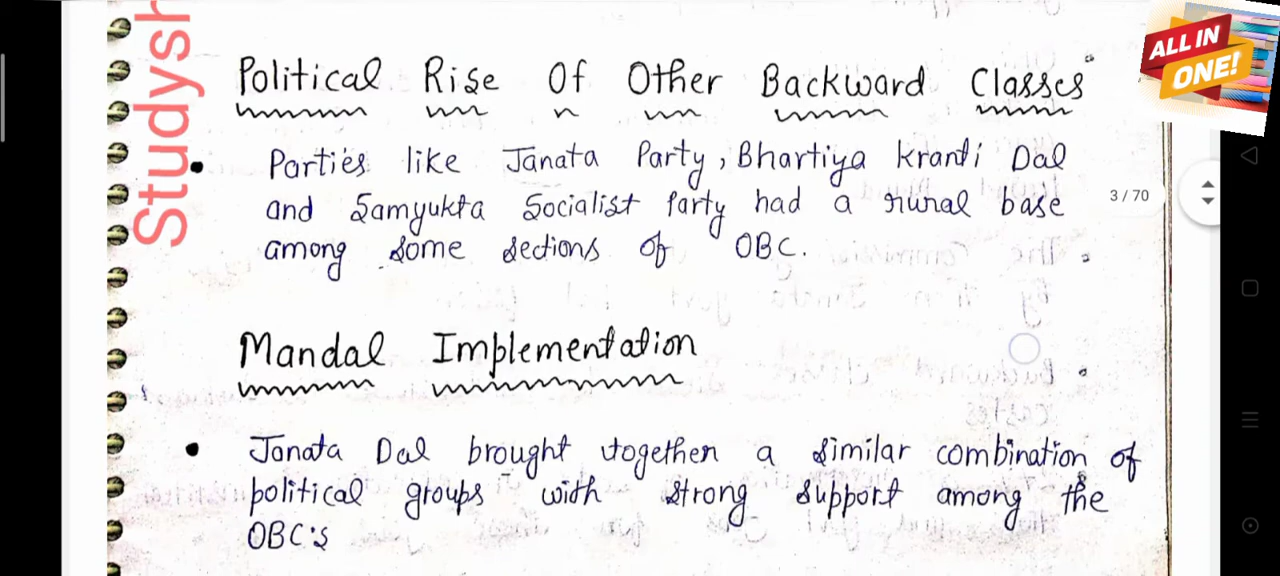 Studysh
ALL IN
ONE!
Political Rise Of Other Backward Classes"
• Parties like Janata Party, Bhartiya Kranti Dal
and Samyukta Socialist Party had a rural base
among some sections of OBC.
3 / 70
Mandal Implementation
• Janata Dal brought together a similar combination of
political groups with strong support among the
OBC's